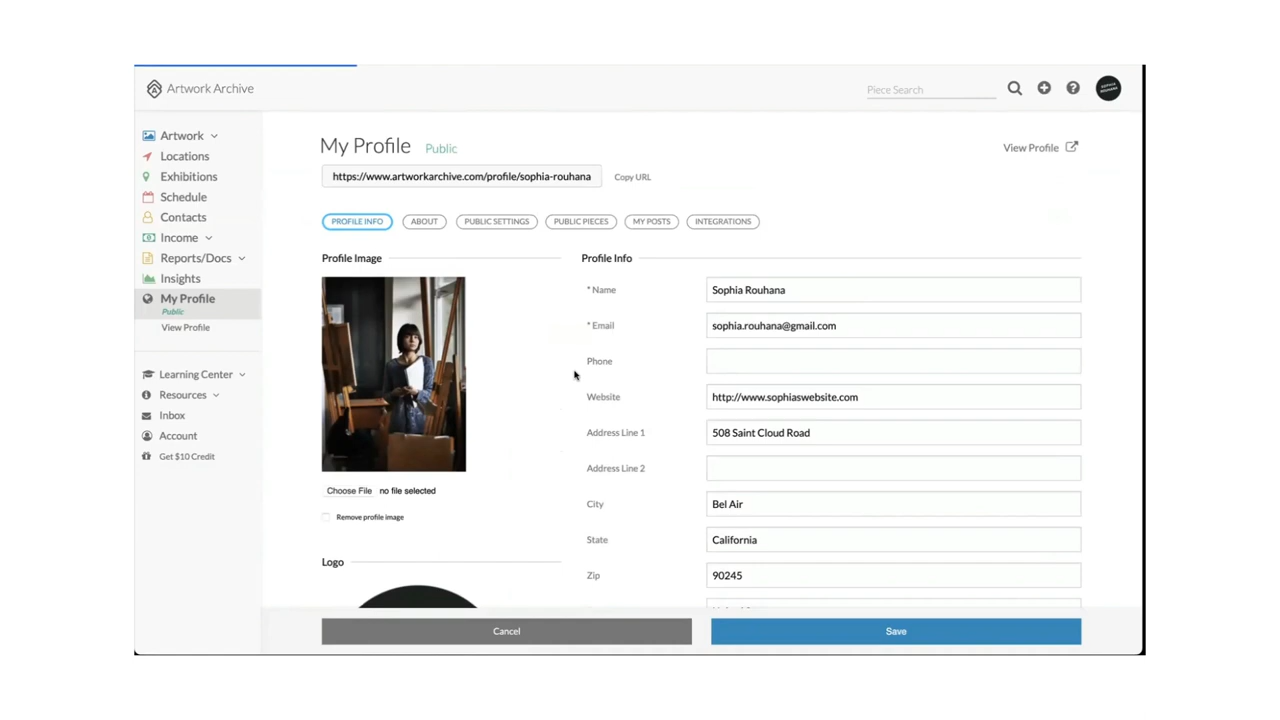 Artwork Archive
Piece Search
Artwork
Locations
Exhibitions
Schedule
Contacts
Income
Reports/Docs
Insights
My Profile
Public
View Profile
Learning Center
Resources
Inbox
Account
Get $10 Credit
My Profile Public
View Profile
https://www.artworkarchive.com/profile/sophia-rouhana Copy URL
PROFILE INFO ABOUT PUBLIC SETTINGS PUBLIC PIECES MY POSTS INTEGRATIONS
Profile Image
Choose File no file selected
Remove profile image
Logo
Profile Info
* Name Sophia Rouhana
* Email sophia.rouhana@gmail.com
Phone
Website http://www.sophiaswebsite.com
Address Line 1 508 Saint Cloud Road
Address Line 2
City Bel Air
State California
Zip 90245
Cancel Save